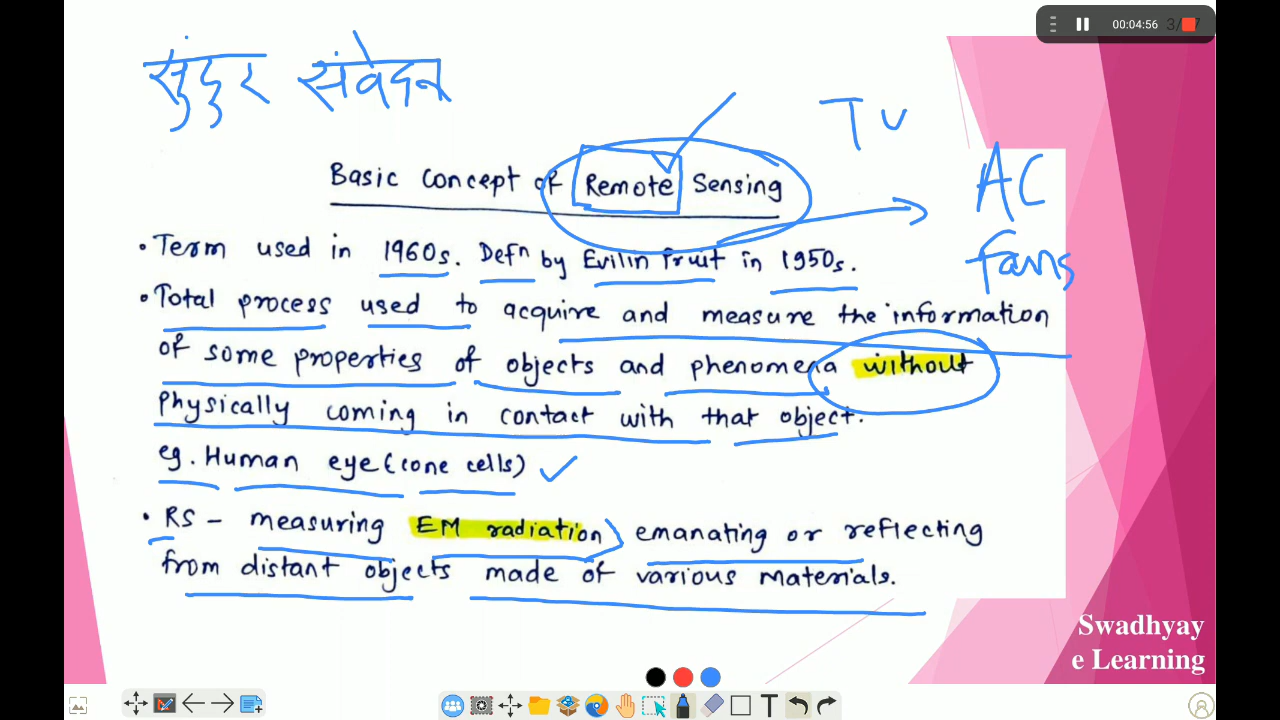 00:04:56
सुदुर संवेदन
TV
AC
fans
Basic concept of Remote Sensing
• Term used in 1960s. Defⁿ by Evilin fruit in 1950s.
• Total process used to acquire and measure the information
of some properties of objects and phenomena without
physically coming in contact with that object.
eg. Human eye (cone cells)
• RS - measuring EM radiation, emanating or reflecting
from distant objects made of various materials.
Swadhyay
e Learning